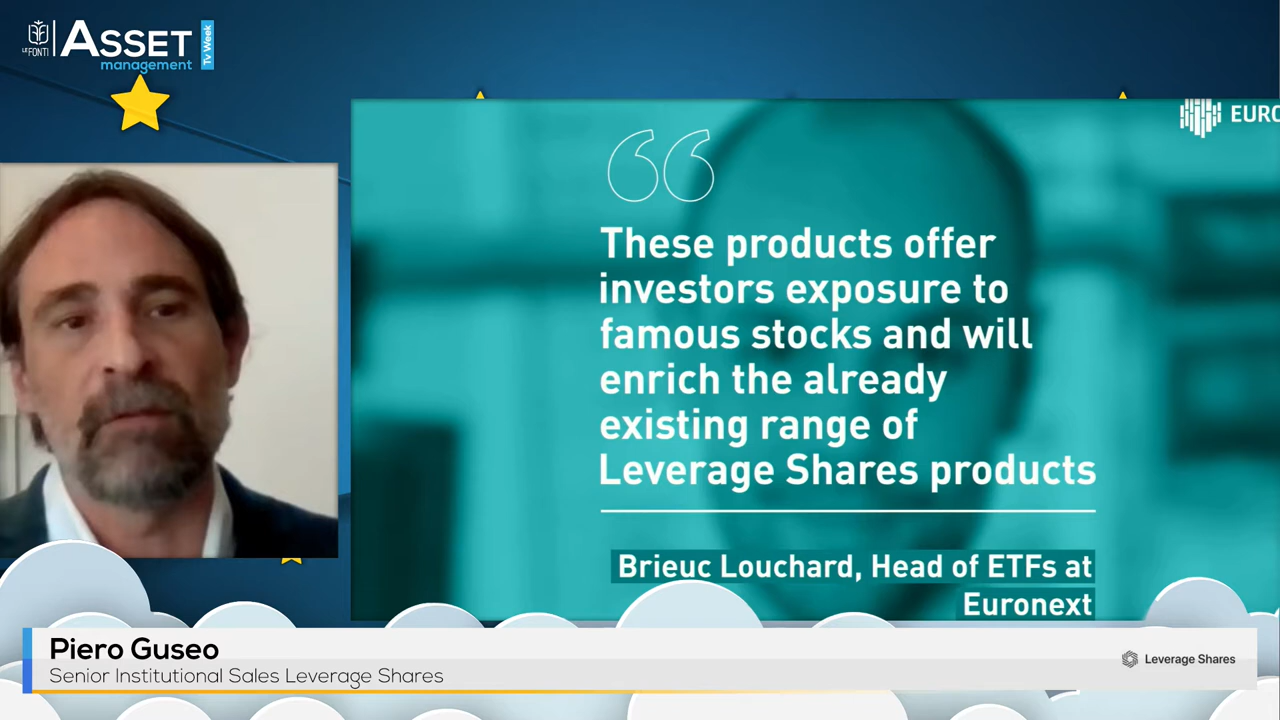 LE FONTI
ASSET
management
Tv Week
EURO
These products offer
investors exposure to
famous stocks and will
enrich the already
existing range of
Leverage Shares products
Brieuc Louchard, Head of ETFs at
Euronext
Piero Guseo
Senior Institutional Sales Leverage Shares
Leverage Shares